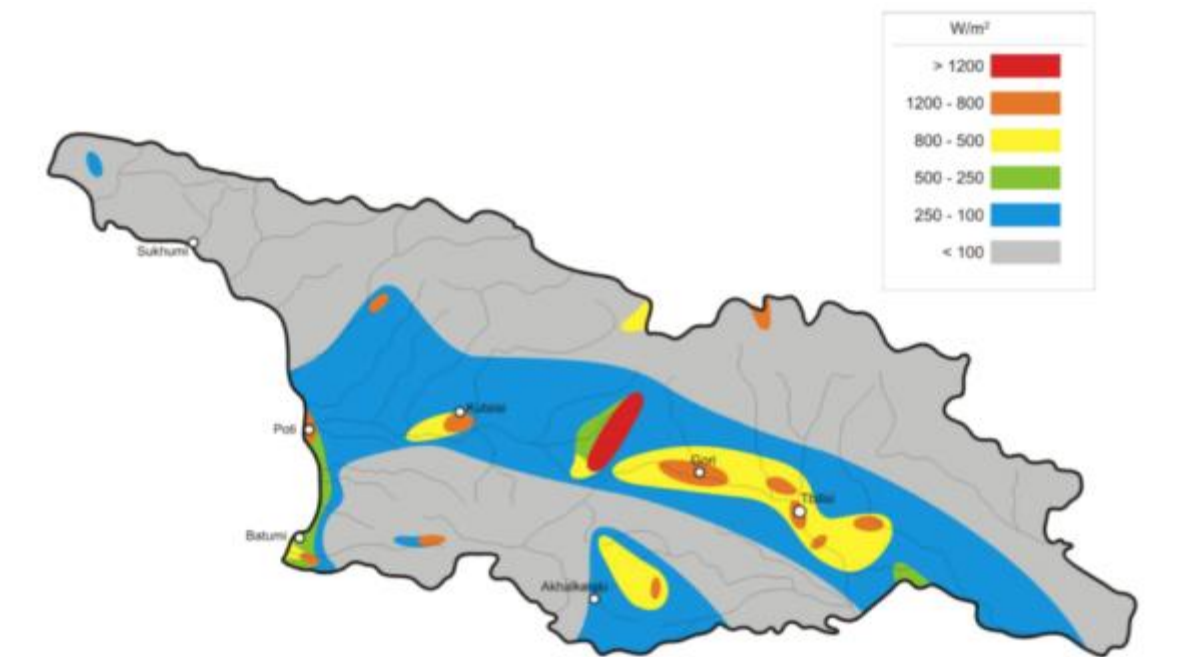 W/m²
> 1200
1200 - 800
800 - 500
500 - 250
250 - 100
< 100
Sukhumi
Kutaisi
Poti
Gori
Tbilisi
Batumi
Akhalkalaki